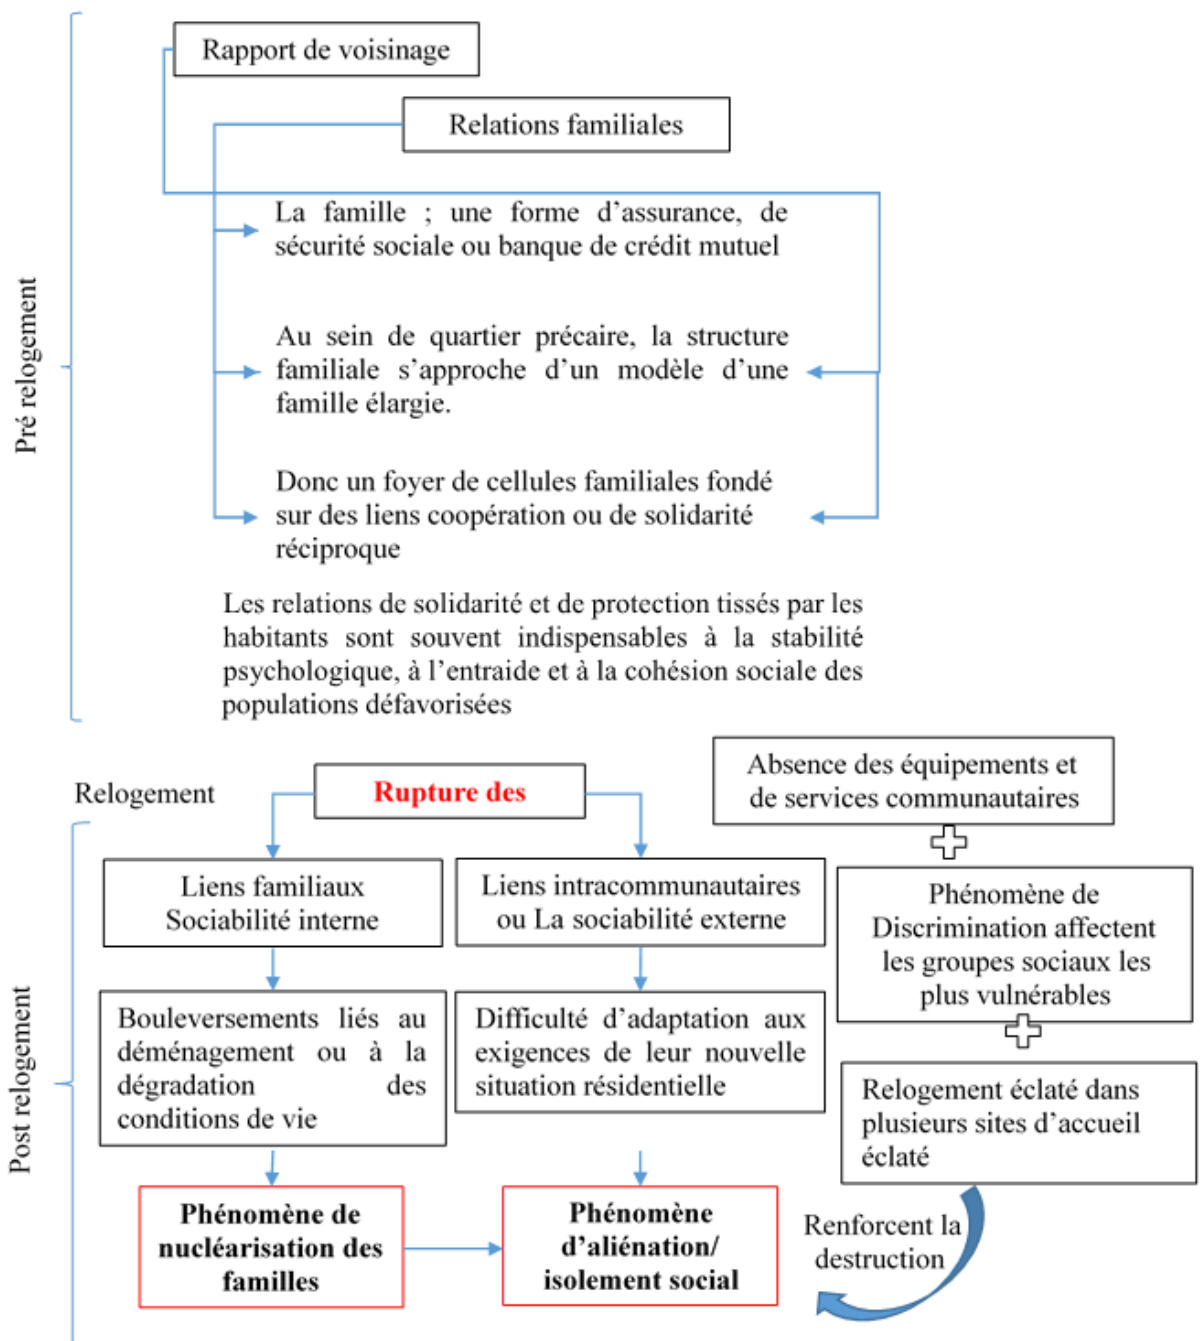 Rapport de voisinage
Relations familiales
La famille ; une forme d’assurance, de
sécurité sociale ou banque de crédit mutuel
Pré relogement
Au sein de quartier précaire, la structure
familiale s’approche d’un modèle d’une
famille élargie.
Donc un foyer de cellules familiales fondé
sur des liens coopération ou de solidarité
réciproque
Les relations de solidarité et de protection tissés par les
habitants sont souvent indispensables à la stabilité
psychologique, à l’entraide et à la cohésion sociale des
populations défavorisées
Relogement
Rupture des
Absence des équipements et
de services communautaires
Liens familiaux
Sociabilité interne
Liens intracommunautaires
ou La sociabilité externe
Phénomène de
Discrimination affectent
les groupes sociaux les
plus vulnérables
Post relogement
Bouleversements liés au
déménagement ou à la
dégradation des
conditions de vie
Difficulté d’adaptation aux
exigences de leur nouvelle
situation résidentielle
Relogement éclaté dans
plusieurs sites d’accueil
éclaté
Phénomène de
nucléarisation des
familles
Phénomène
d’aliénation/
isolement social
Renforcent la
destruction